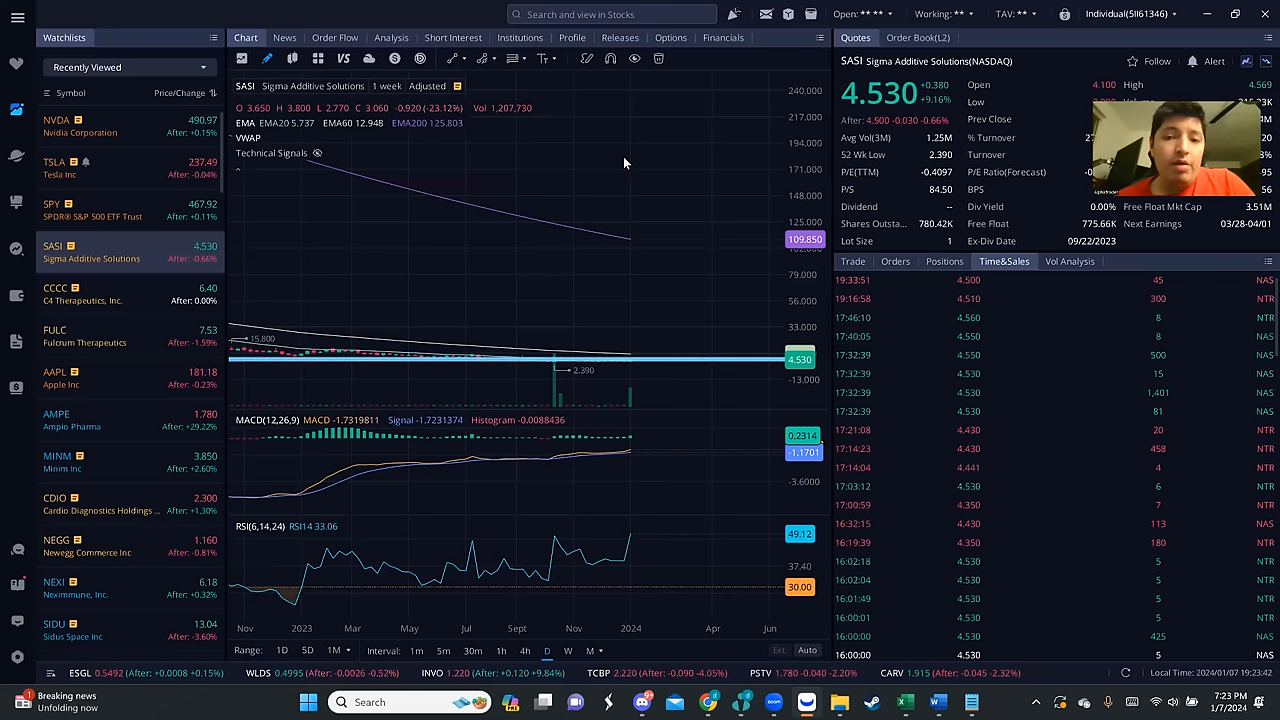 Search and view in Stocks
Open: ** **
Working: ** **
TAV: ** **
Individual(5II61346)
Watchlists
Chart
News
Order Flow
Analysis
Short Interest
Institutions
Profile
Releases
Options
Financials
Quotes
Order Book(L2)
Recently Viewed
Symbol
Price/Change
NVDA 490.97
Nvidia Corporation +0.15%
TSLA 237.49
Tesla Inc After: -0.04%
SPY 467.92
SPDR® S&P 500 ETF Trust After: +0.11%
SASI 4.530
Sigma Additive Solutions After: -0.66%
CCCC 6.40
C4 Therapeutics, Inc. After: 0.00%
FULC 7.53
Fulcrum Therapeutics After: -1.59%
AAPL 181.18
Apple Inc After: -0.23%
AMPE 1.780
Ampio Pharma After: +29.22%
MINM 3.850
Minim Inc After: +2.60%
CDIO 2.300
Cardio Diagnostics Holdings ... After: +1.30%
NEGG 1.160
Newegg Commerce Inc After: -0.81%
NEXI 6.18
Neximmune, Inc. After: +0.32%
SIDU 13.04
Sidus Space Inc After: -3.60%
VS
SASI Sigma Additive Solutions 1 week Adjusted
O 3.650 H 3.800 L 2.770 C 3.060 -0.920 (-23.12%) Vol 1,207,730
EMA EMA20 5.737 EMA60 12.948 EMA200 125.803
VWAP
Technical Signals
240.000
217.000
194.000
171.000
148.000
125.000
109.850
79.000
56.000
33.000
4.530
-13.000
15.800
2.390
MACD(12,26,9) MACD -1.7319811 Signal -1.7231374 Histogram -0.0088436
0.2314
-1.1701
-3.6000
RSI(6,14,24) RSI14 33.06
49.12
37.40
30.00
Nov 2023 Mar May Jul Sept Nov 2024 Apr Jun
Range: 1D 5D 1M Interval: 1m 5m 30m 1h 4h D W M Ext. Auto
SASI Sigma Additive Solutions(NASDAQ)
Follow
Alert
4.530 +0.380
+9.16%
After: 4.500 -0.030 -0.66%
Open 4.100 High 4.569
Low
Prev Close
Avg Vol(3M) 1.25M % Turnover
52 Wk Low 2.390 Turnover
P/E(TTM) -0.4097 P/E Ratio(Forecast)
P/S 84.50 BPS
Dividend -- Div Yield 0.00% Free Float Mkt Cap 3.51M
Shares Outsta... 780.42K Free Float 775.66K Next Earnings 03/28-04/01
Lot Size 1 Ex-Div Date 09/22/2023
Trade Orders Positions Time&Sales Vol Analysis
19:33:51 4.500 45 NAS
19:16:58 4.510 300 NTR
17:46:10 4.560 8 NTR
17:40:05 4.550 8 NAS
17:32:39 4.550 500 NTR
17:32:39 4.530 15 NAS
17:32:39 4.530 1,401 NTR
17:32:39 4.530 81 NTR
17:21:08 4.430 20 NTR
17:14:23 4.430 458 NTR
17:14:04 4.441 4 NTR
17:03:12 4.530 6 NTR
17:00:59 4.350 7 NTR
16:32:15 4.430 113 NTR
16:19:39 4.350 180 NTR
16:02:18 4.530 5 NAS
16:02:04 4.530 5 NAS
16:01:49 4.530 5 NAS
16:00:01 4.530 5 NAS
16:00:00 4.530 425 NAS
16:00:00 4.530 5 NAS
ESGL 0.5492 (After: +0.0008 +0.15%) WLDS 0.4995 (After: -0.0026 -0.52%) INVO 1.220 (After: +0.120 +9.84%) TCBP 2.220 (After: -0.090 -4.05%) PSTV 1.780 -0.040 -2.20% CARV 1.915 (After: -0.045 -2.32%) Local Time: 2024/01/07 19:23:42
Breaking news
Unfolding now
Search
7:23 PM
1/7/2024